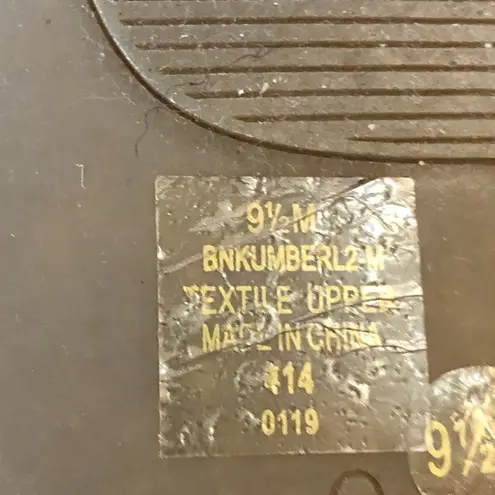 9½ M
BNKUMBERL2 M
TEXTILE UPPER
MADE IN CHINA
414
0119
9½